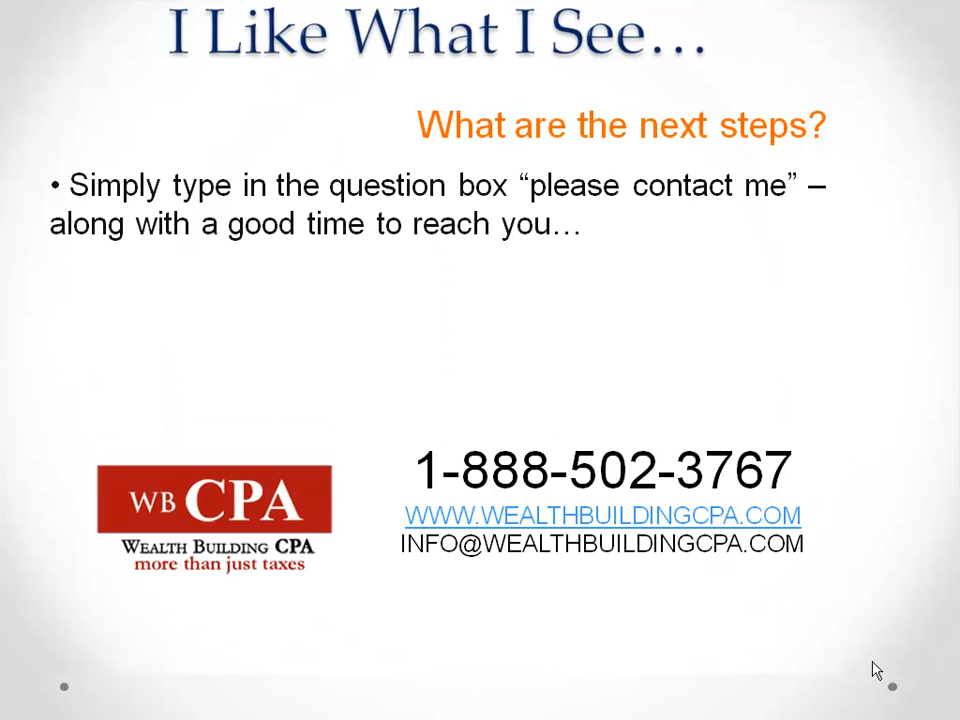 I Like What I See…
What are the next steps?
• Simply type in the question box “please contact me” –
along with a good time to reach you…
1-888-502-3767
WWW.WEALTHBUILDINGCPA.COM
INFO@WEALTHBUILDINGCPA.COM
WB CPA
WEALTH BUILDING CPA
more than just taxes